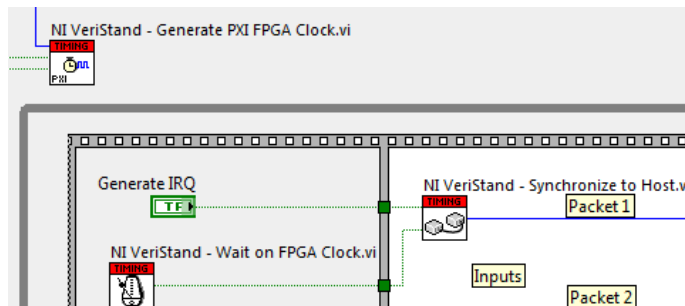 NI VeriStand - Generate PXI FPGA Clock.vi
TIMING
PXI
Generate IRQ
TF
NI VeriStand - Synchronize to Host.v
TIMING
Packet 1
NI VeriStand - Wait on FPGA Clock.vi
TIMING
Inputs
Packet 2